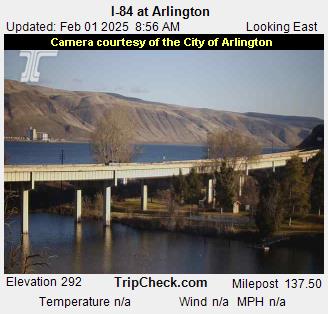 I-84 at Arlington
Updated: Feb 01 2025 8:56 AM Looking East
Camera courtesy of the City of Arlington
Elevation 292 TripCheck.com Milepost 137.50
Temperature n/a Wind n/a MPH n/a